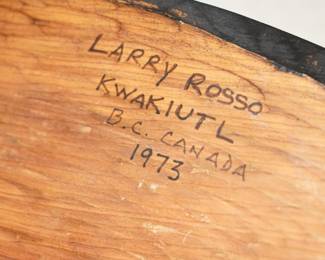 LARRY ROSSO
KWAKIUTL
B.C. CANADA
1973